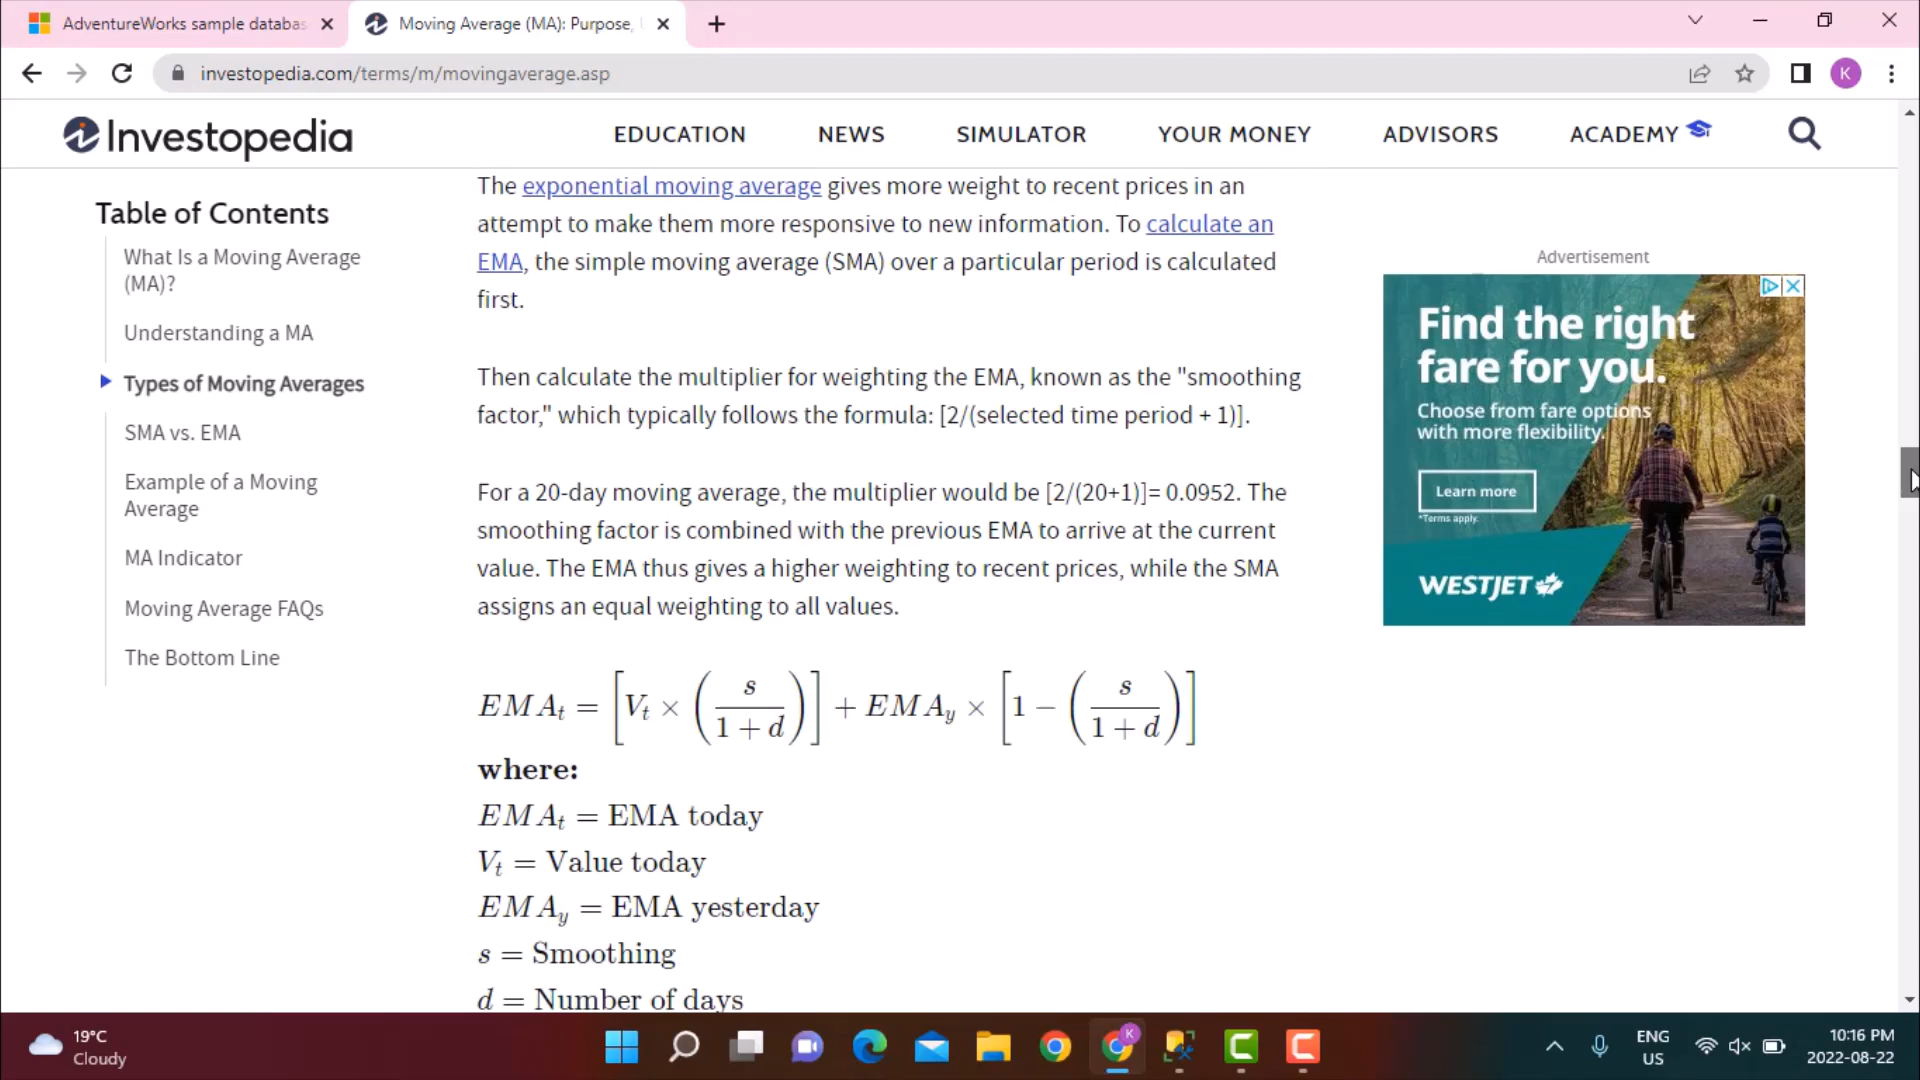 AdventureWorks sample databas
Moving Average (MA): Purpose,
investopedia.com/terms/m/movingaverage.asp
K
Investopedia
EDUCATION
NEWS
SIMULATOR
YOUR MONEY
ADVISORS
ACADEMY
Table of Contents
What Is a Moving Average
(MA)?
Understanding a MA
Types of Moving Averages
SMA vs. EMA
Example of a Moving
Average
MA Indicator
Moving Average FAQs
The Bottom Line
The exponential moving average gives more weight to recent prices in an
attempt to make them more responsive to new information. To calculate an
EMA, the simple moving average (SMA) over a particular period is calculated
first.
Then calculate the multiplier for weighting the EMA, known as the "smoothing
factor," which typically follows the formula: [2/(selected time period + 1)].
For a 20-day moving average, the multiplier would be [2/(20+1)]= 0.0952. The
smoothing factor is combined with the previous EMA to arrive at the current
value. The EMA thus gives a higher weighting to recent prices, while the SMA
assigns an equal weighting to all values.
EMA_t = [V_t × (s/(1 + d))] + EMA_y × [1 − (s/(1 + d))]
where:
EMA_t = EMA today
V_t = Value today
EMA_y = EMA yesterday
s = Smoothing
d = Number of days
Advertisement
Find the right
fare for you.
Choose from fare options
with more flexibility.
Learn more
*Terms apply.
WESTJET
19°C
Cloudy
K
ENG
US
10:16 PM
2022-08-22